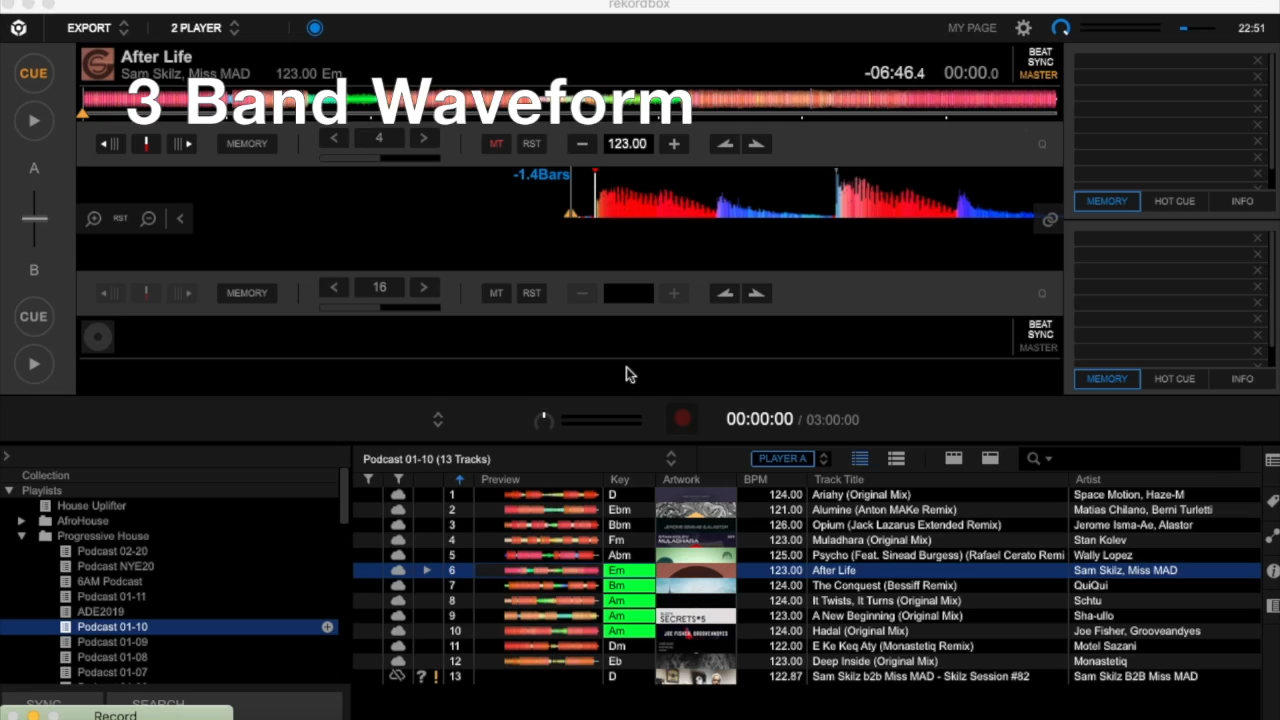 rekordbox
EXPORT 2 PLAYER MY PAGE 22:51
CUE
After Life
Sam Skilz, Miss MAD 123.00 Em
-06:46.4 00:00.0
BEAT
SYNC
MASTER
3 Band Waveform
MEMORY < 4 > MT RST − 123.00 + Q
A
-1.4Bars
RST <
MEMORY HOT CUE INFO
B
MEMORY < 16 > MT RST − + Q
CUE
BEAT
SYNC
MASTER
MEMORY HOT CUE INFO
00:00:00 / 03:00:00
Podcast 01-10 (13 Tracks) PLAYER A
Collection
Playlists
House Uplifter
AfroHouse
Progressive House
Podcast 02-20
Podcast NYE20
6AM Podcast
Podcast 01-11
ADE2019
Podcast 01-10
Podcast 01-09
Podcast 01-08
Podacst 01-07
SYNC SEARCH
Record
Preview Key Artwork BPM Track Title Artist
1 D 124.00 Ariahy (Original Mix) Space Motion, Haze-M
2 Ebm 121.00 Alumine (Anton MAKe Remix) Matias Chilano, Berni Turletti
3 Bbm 126.00 Opium (Jack Lazarus Extended Remix) Jerome Isma-Ae, Alastor
4 Fm 123.00 Muladhara (Original Mix) Stan Kolev
5 Abm 125.00 Psycho (Feat. Sinead Burgess) (Rafael Cerato Remi Wally Lopez
6 Em 123.00 After Life Sam Skilz, Miss MAD
7 Bm 124.00 The Conquest (Bessiff Remix) QuiQui
8 Am 124.00 It Twists, It Turns (Original Mix) Schtu
9 Am SECRETS•5 123.00 A New Beginning (Original Mix) Sha-ullo
10 Am JOE FISHER, GROOVEANDYES 124.00 Hadal (Original Mix) Joe Fisher, Grooveandyes
11 Dm 122.00 E Ke Keq Aty (Monastetiq Remix) Motel Sazani
12 Eb 123.00 Deep Inside (Original Mix) Monastetiq
? ! 13 D 122.87 Sam Skilz b2b Miss MAD - Skilz Session #82 Sam Skilz B2B Miss MAD